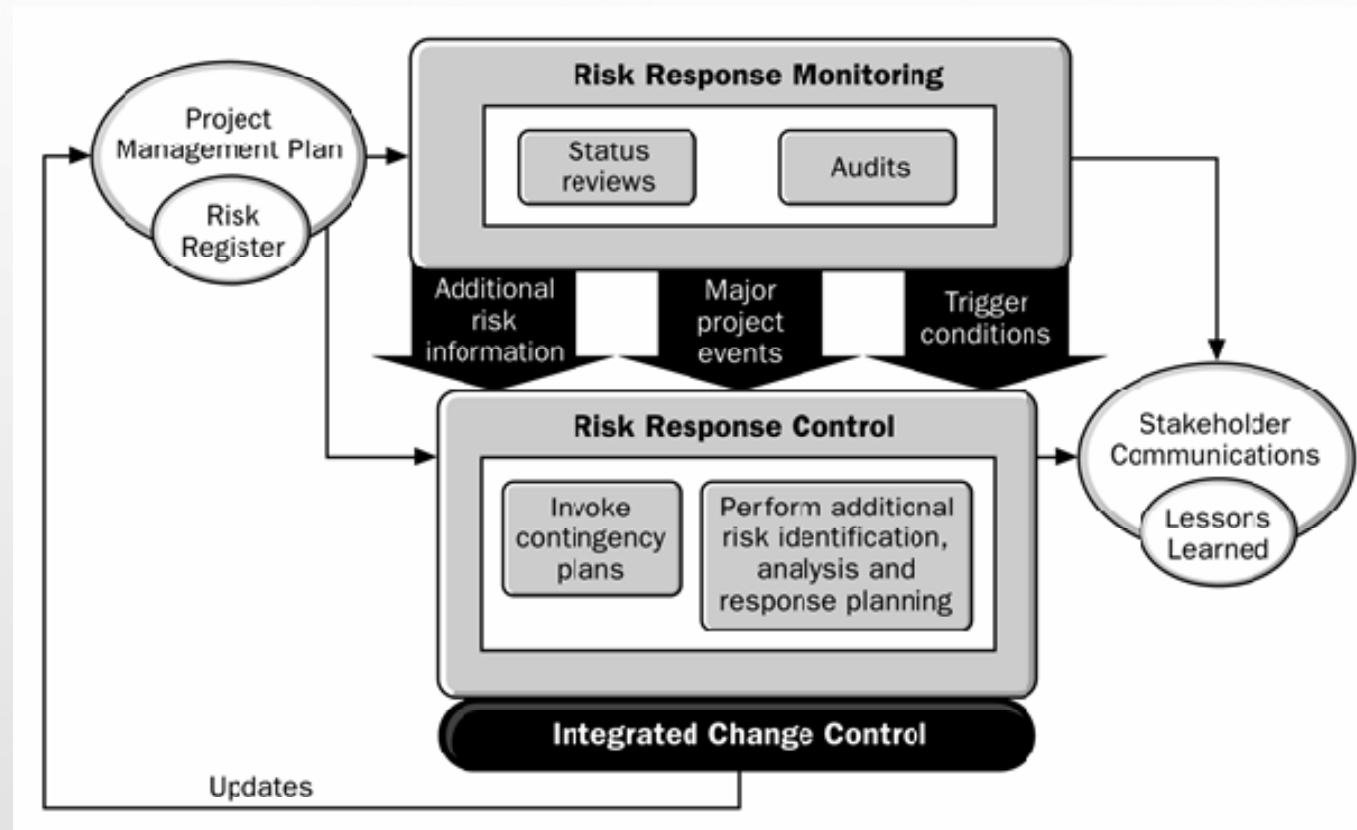 Risk Response Monitoring
Project
Management Plan
Risk
Register
Status
reviews
Audits
Additional
risk
information
Major
project
events
Trigger
conditions
Risk Response Control
Invoke
contingency
plans
Perform additional
risk identification,
analysis and
response planning
Stakeholder
Communications
Lessons
Learned
Integrated Change Control
Updates